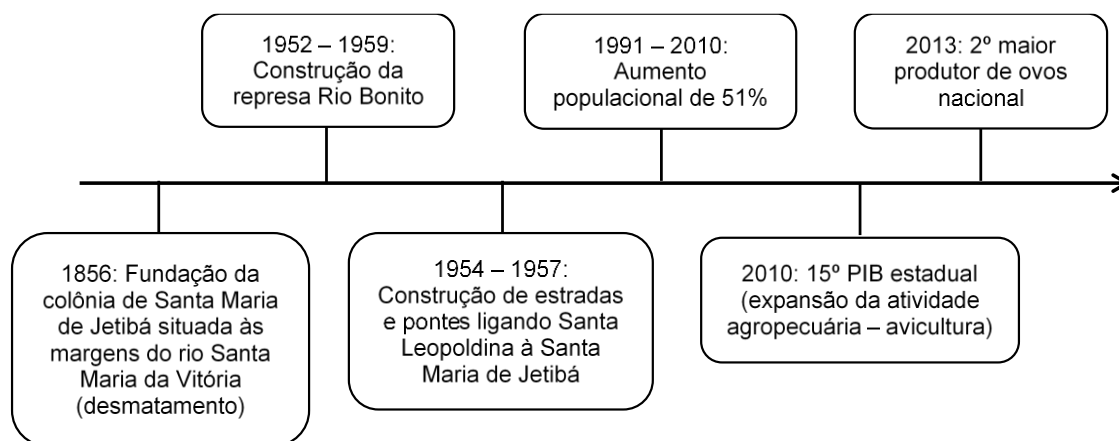 1952 – 1959:
Construção da
represa Rio Bonito
1991 – 2010:
Aumento
populacional de 51%
2013: 2º maior
produtor de ovos
nacional
1856: Fundação da
colônia de Santa Maria
de Jetibá situada às
margens do rio Santa
Maria da Vitória
(desmatamento)
1954 – 1957:
Construção de estradas
e pontes ligando Santa
Leopoldina à Santa
Maria de Jetibá
2010: 15º PIB estadual
(expansão da atividade
agropecuária – avicultura)